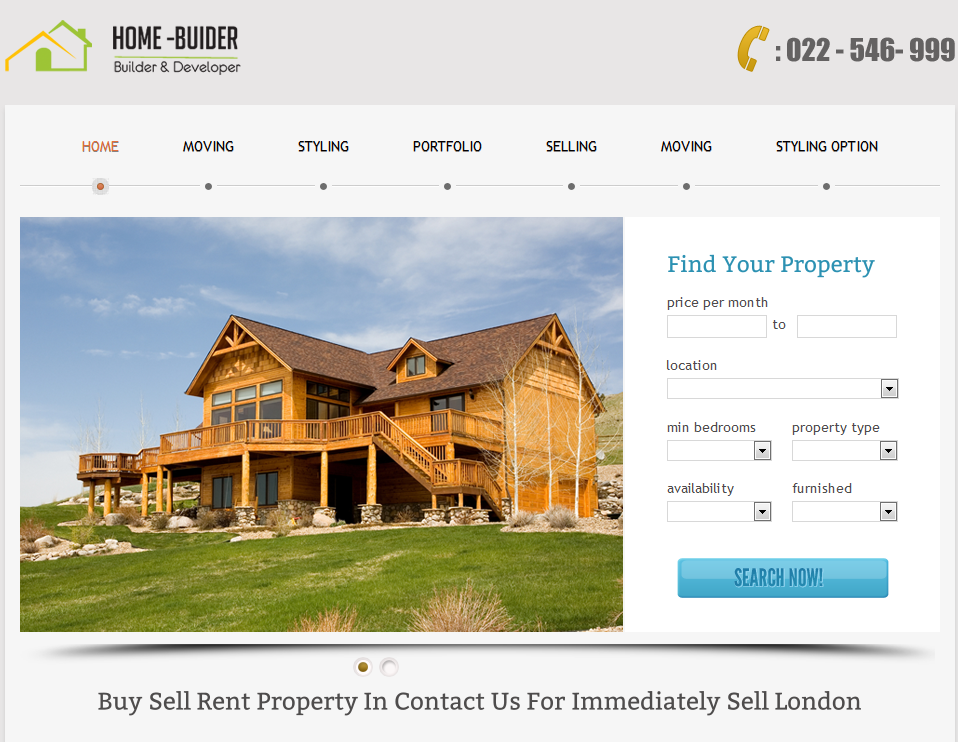 HOME -BUIDER
Builder & Developer
: 022 - 546- 999
HOME MOVING STYLING PORTFOLIO SELLING MOVING STYLING OPTION
Find Your Property
price per month
to
location
min bedrooms property type
availability furnished
SEARCH NOW!
Buy Sell Rent Property In Contact Us For Immediately Sell London